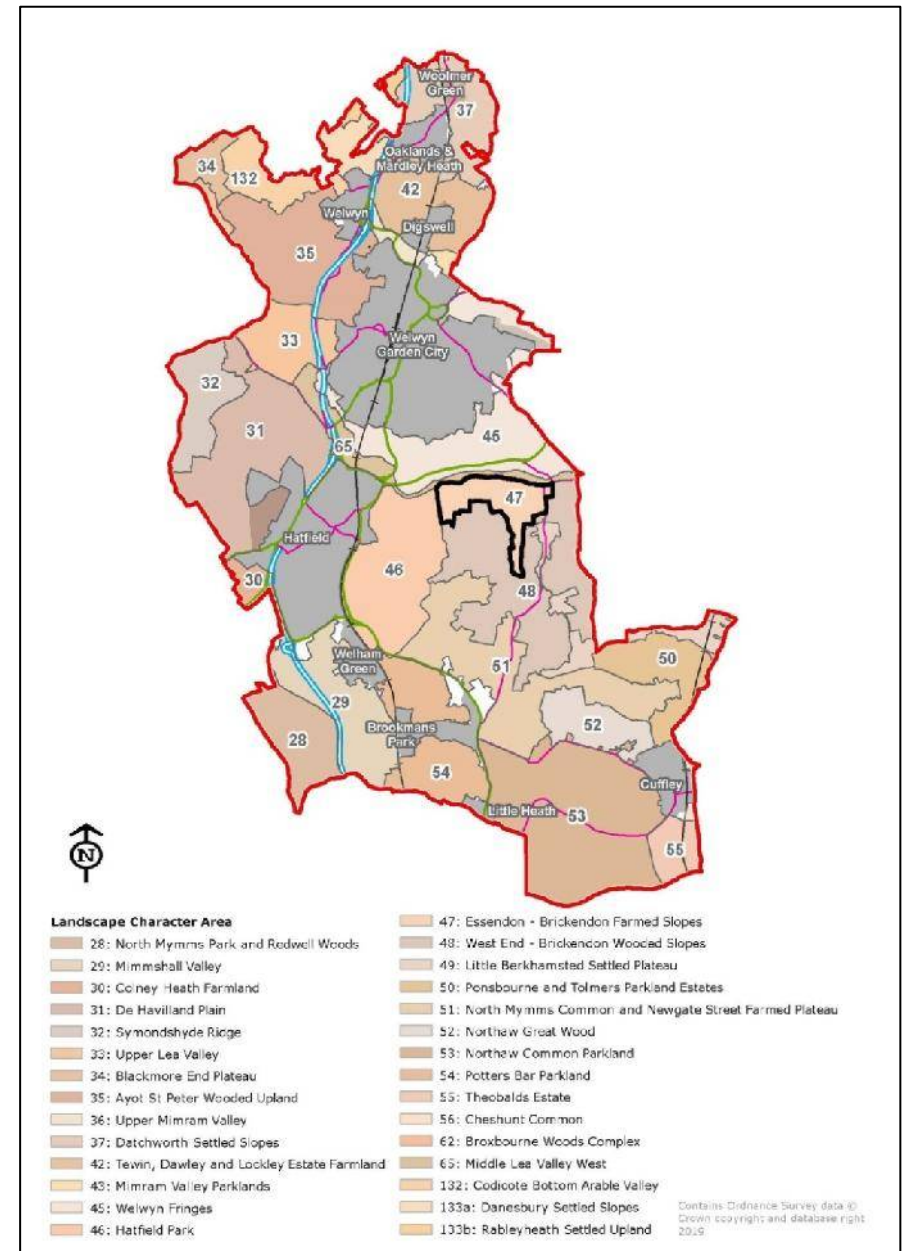 Woolmer
Green
37
Oaklands &
Mardley Heath
34
132
42
Welwyn
Digswell
35
Welwyn
Garden City
33
32
45
31
65
47
Hatfield
46
30
48
Welham
Green
51
50
29
52
Brookmans
Park
28
54
Cuffley
Little Heath
53
55
N
Landscape Character Area
28: North Mymms Park and Redwell Woods
29: Mimmshall Valley
30: Colney Heath Farmland
31: De Havilland Plain
32: Symondshyde Ridge
33: Upper Lea Valley
34: Blackmore End Plateau
35: Ayot St Peter Wooded Upland
36: Upper Mimram Valley
37: Datchworth Settled Slopes
42: Tewin, Dawley and Lockley Estate Farmland
43: Mimram Valley Parklands
45: Welwyn Fringes
46: Hatfield Park
47: Essendon - Brickendon Farmed Slopes
48: West End - Brickendon Wooded Slopes
49: Little Berkhamsted Settled Plateau
50: Ponsbourne and Tolmers Parkland Estates
51: North Mymms Common and Newgate Street Farmed Plateau
52: Northaw Great Wood
53: Northaw Common Parkland
54: Potters Bar Parkland
55: Theobalds Estate
56: Cheshunt Common
62: Broxbourne Woods Complex
65: Middle Lea Valley West
132: Codicote Bottom Arable Valley
133a: Danesbury Settled Slopes
133b: Rableyheath Settled Upland
Contains Ordnance Survey data ©
Crown copyright and database right
2019